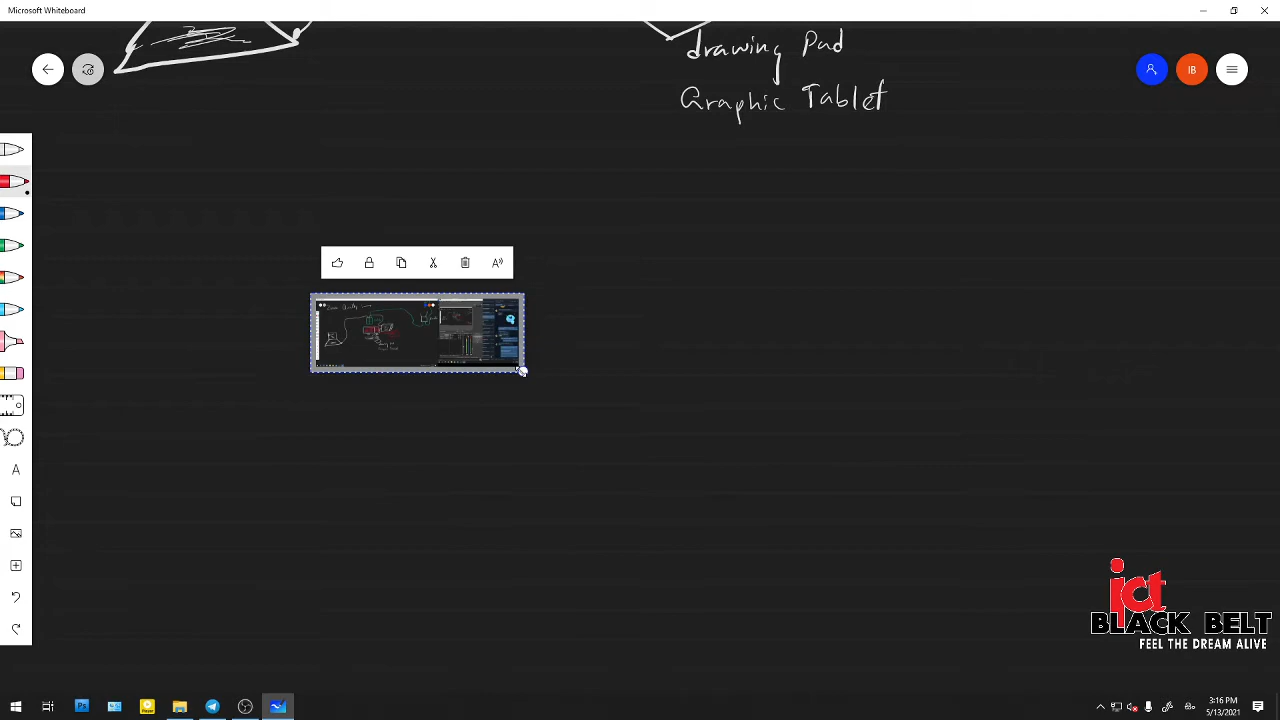 Microsoft Whiteboard
drawing Pad
Graphic Tablet
IB
A
ict
BLACK BELT
FEEL THE DREAM ALIVE
3:16 PM
5/13/2021